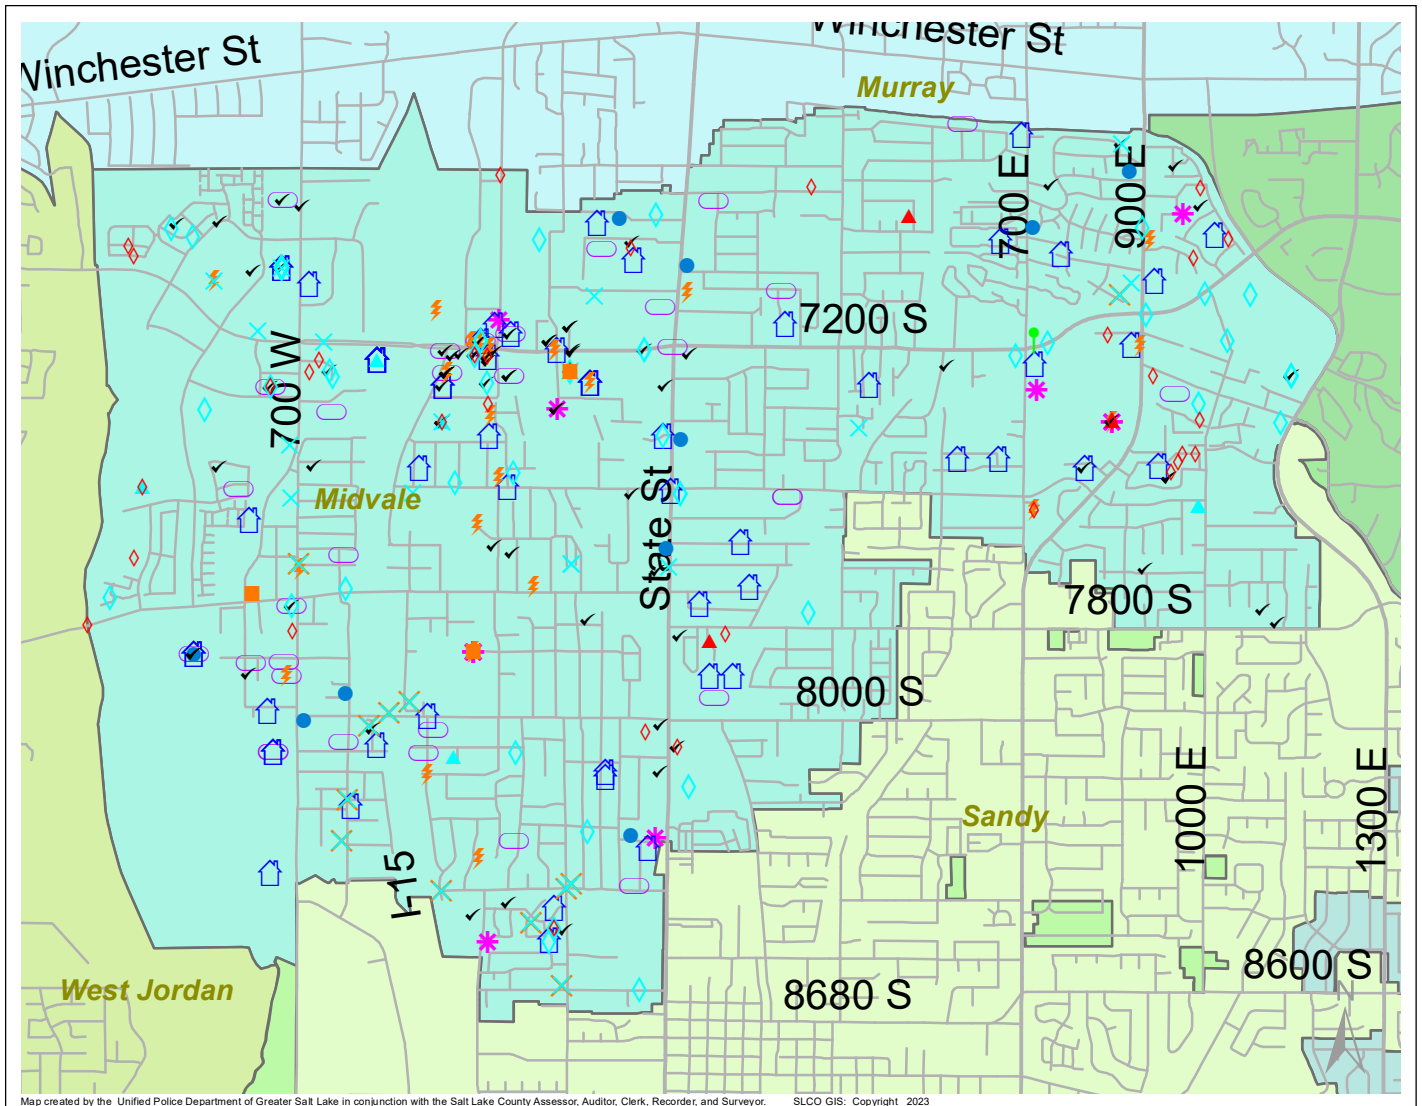 Winchester St
Winchester St
Murray
700 E
900 E
7200 S
700 W
Midvale
State St
7800 S
8000 S
Sandy
1000 E
1300 E
I-15
8600 S
West Jordan
8680 S
Map created by the Unified Police Department of Greater Salt Lake in conjunction with the Salt Lake County Assessor, Auditor, Clerk, Recorder, and Surveyor. SLCO GIS: Copyright 2023